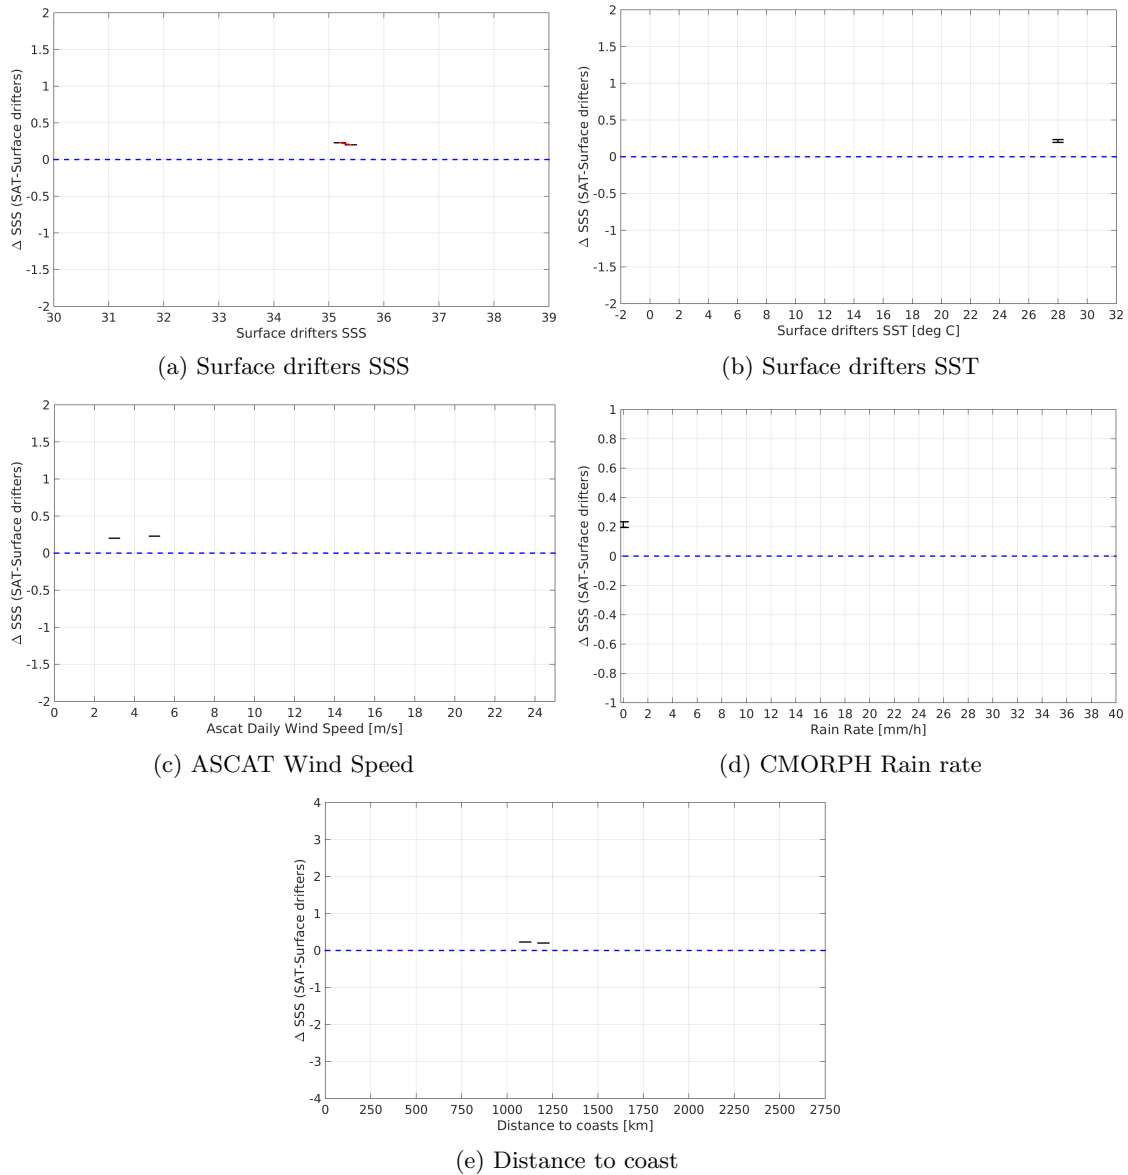 2
1.5
1
0.5
0
-0.5
-1
-1.5
-2
Δ SSS (SAT-Surface drifters)
30 31 32 33 34 35 36 37 38 39
Surface drifters SSS
(a) Surface drifters SSS
2
1.5
1
0.5
0
-0.5
-1
-1.5
-2
Δ SSS (SAT-Surface drifters)
-2 0 2 4 6 8 10 12 14 16 18 20 22 24 26 28 30 32
Surface drifters SST [deg C]
(b) Surface drifters SST
2
1.5
1
0.5
0
-0.5
-1
-1.5
-2
Δ SSS (SAT-Surface drifters)
0 2 4 6 8 10 12 14 16 18 20 22 24
Ascat Daily Wind Speed [m/s]
(c) ASCAT Wind Speed
1
0.8
0.6
0.4
0.2
0
-0.2
-0.4
-0.6
-0.8
-1
Δ SSS (SAT-Surface drifters)
0 2 4 6 8 10 12 14 16 18 20 22 24 26 28 30 32 34 36 38 40
Rain Rate [mm/h]
(d) CMORPH Rain rate
4
3
2
1
0
-1
-2
-3
-4
Δ SSS (SAT-Surface drifters)
0 250 500 750 1000 1250 1500 1750 2000 2250 2500 2750
Distance to coasts [km]
(e) Distance to coast